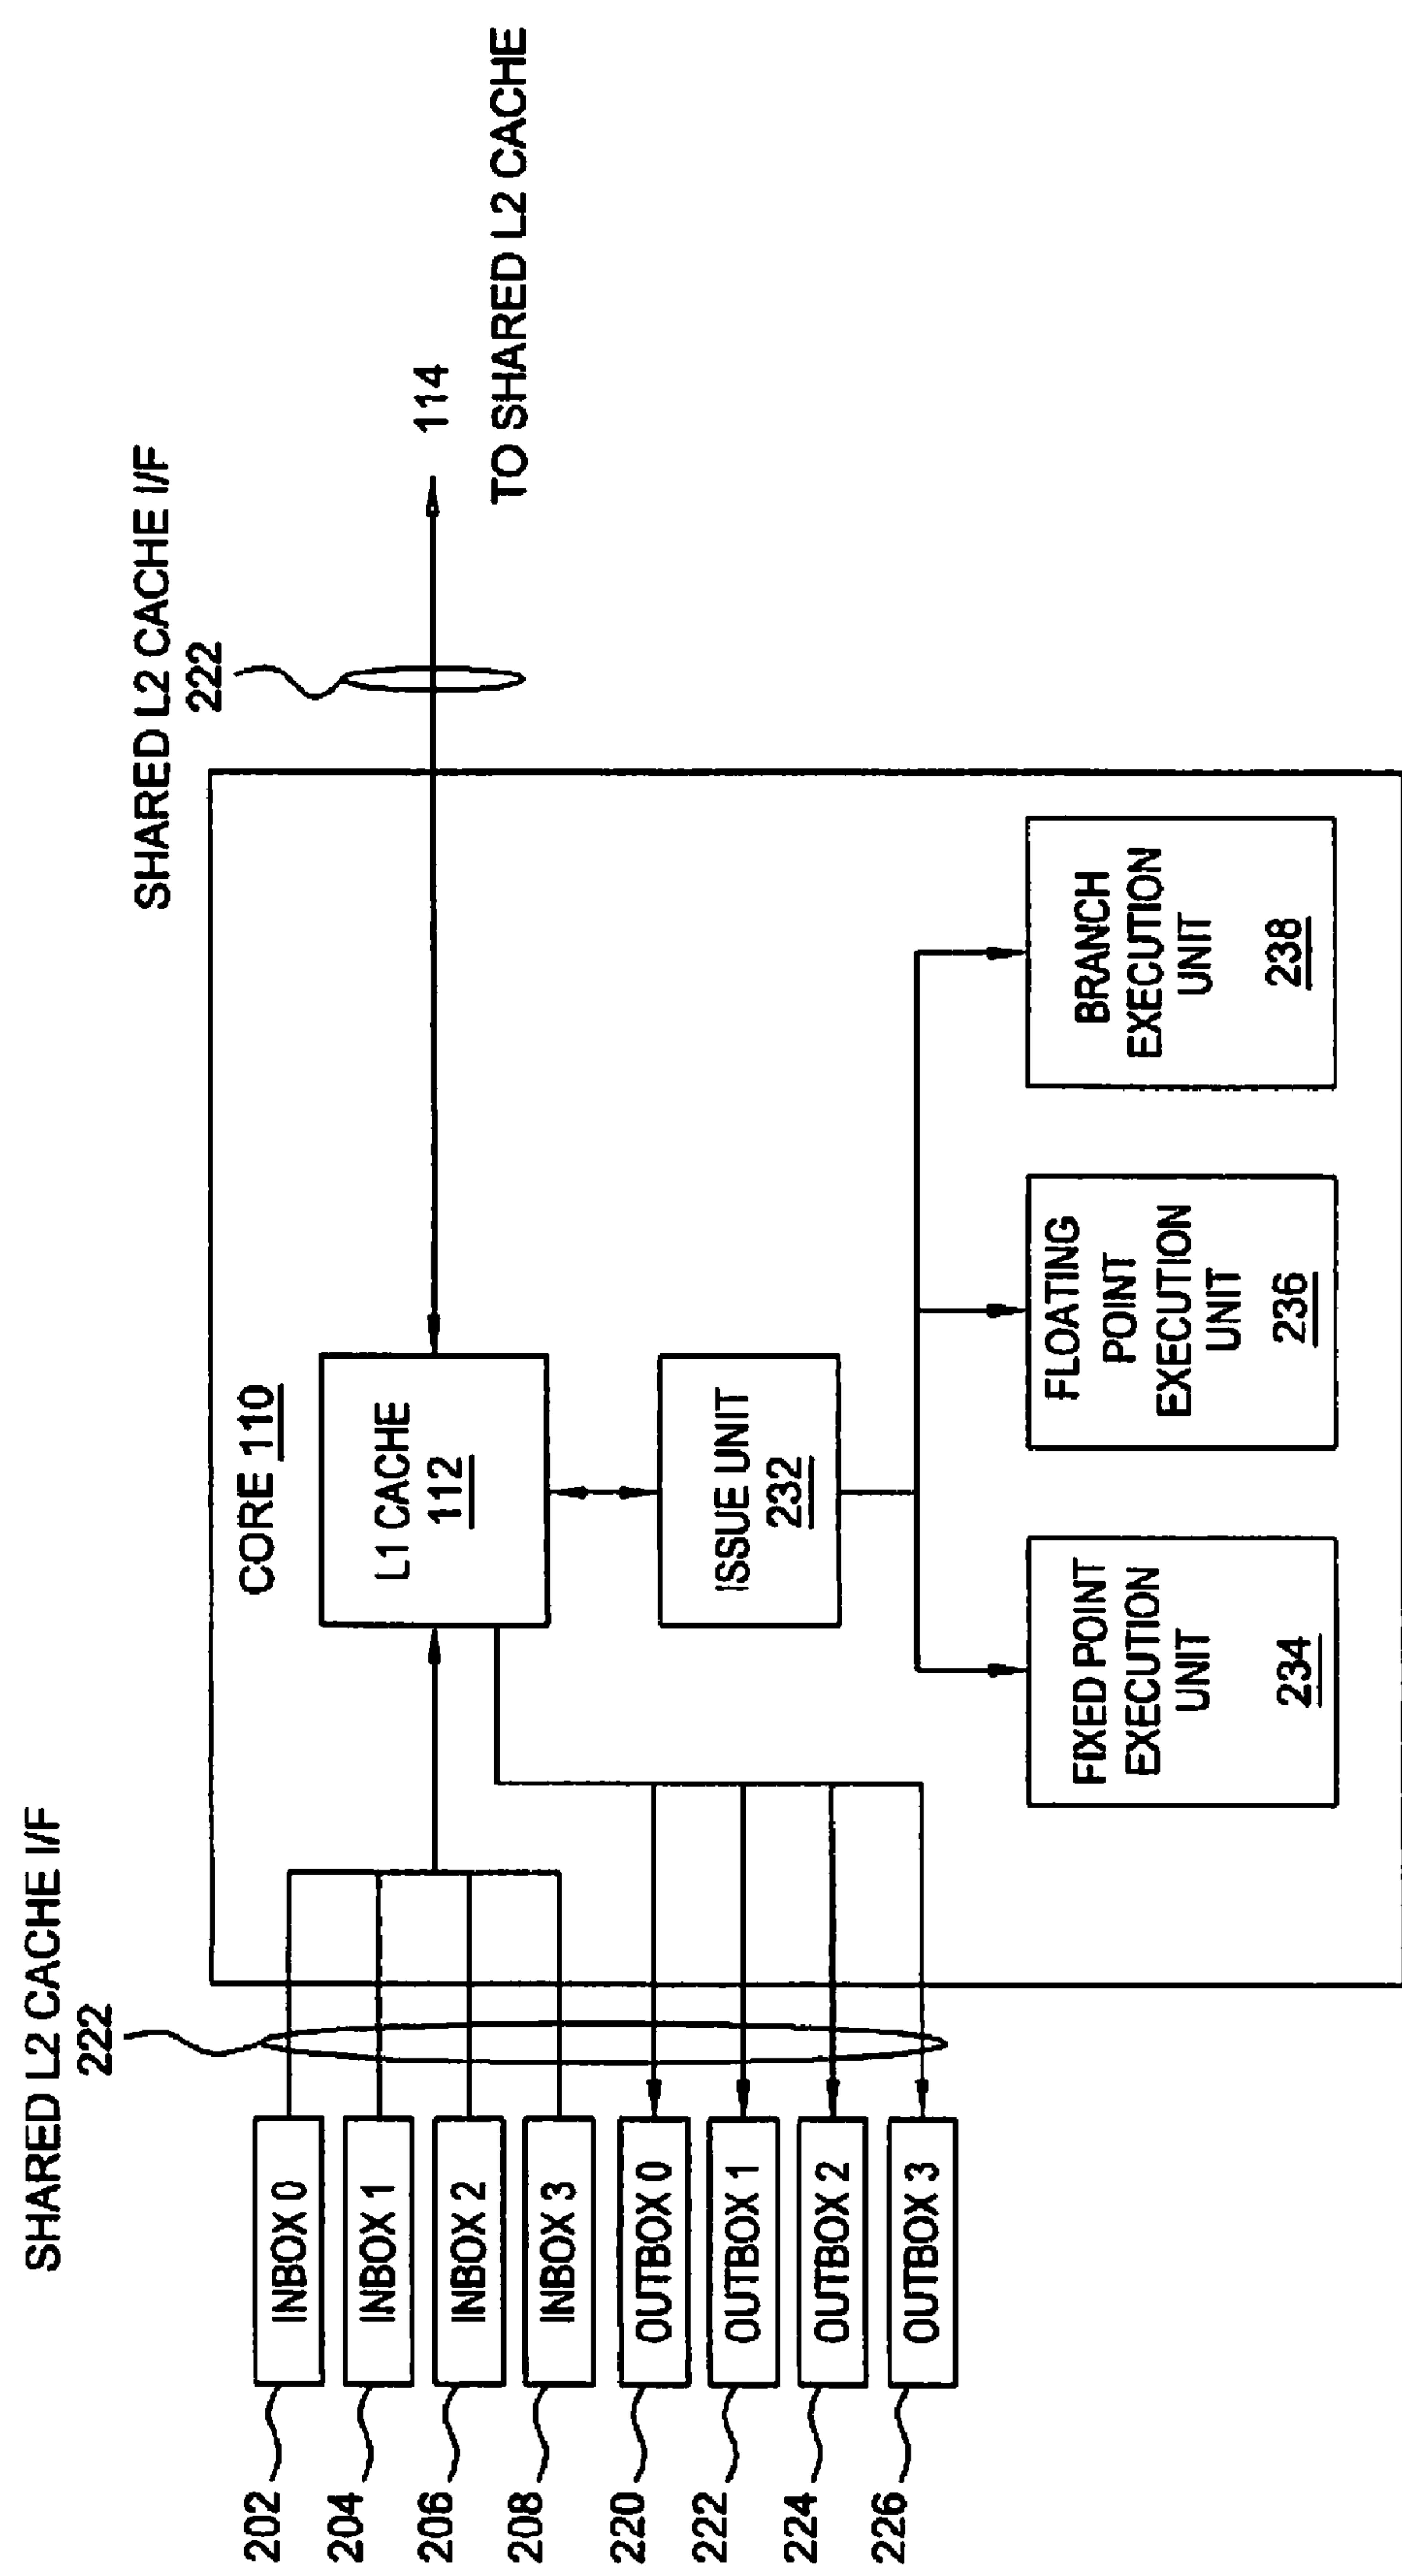 SHARED L2 CACHE I/F
222
SHARED L2 CACHE I/F
222
114
TO SHARED L2 CACHE
CORE 110
L1 CACHE
112
ISSUE UNIT
232
FIXED POINT
EXECUTION
UNIT
234
FLOATING
POINT
EXECUTION
UNIT
236
BRANCH
EXECUTION
UNIT
238
202
INBOX 0
204
INBOX 1
206
INBOX 2
208
INBOX 3
220
OUTBOX 0
222
OUTBOX 1
224
OUTBOX 2
226
OUTBOX 3